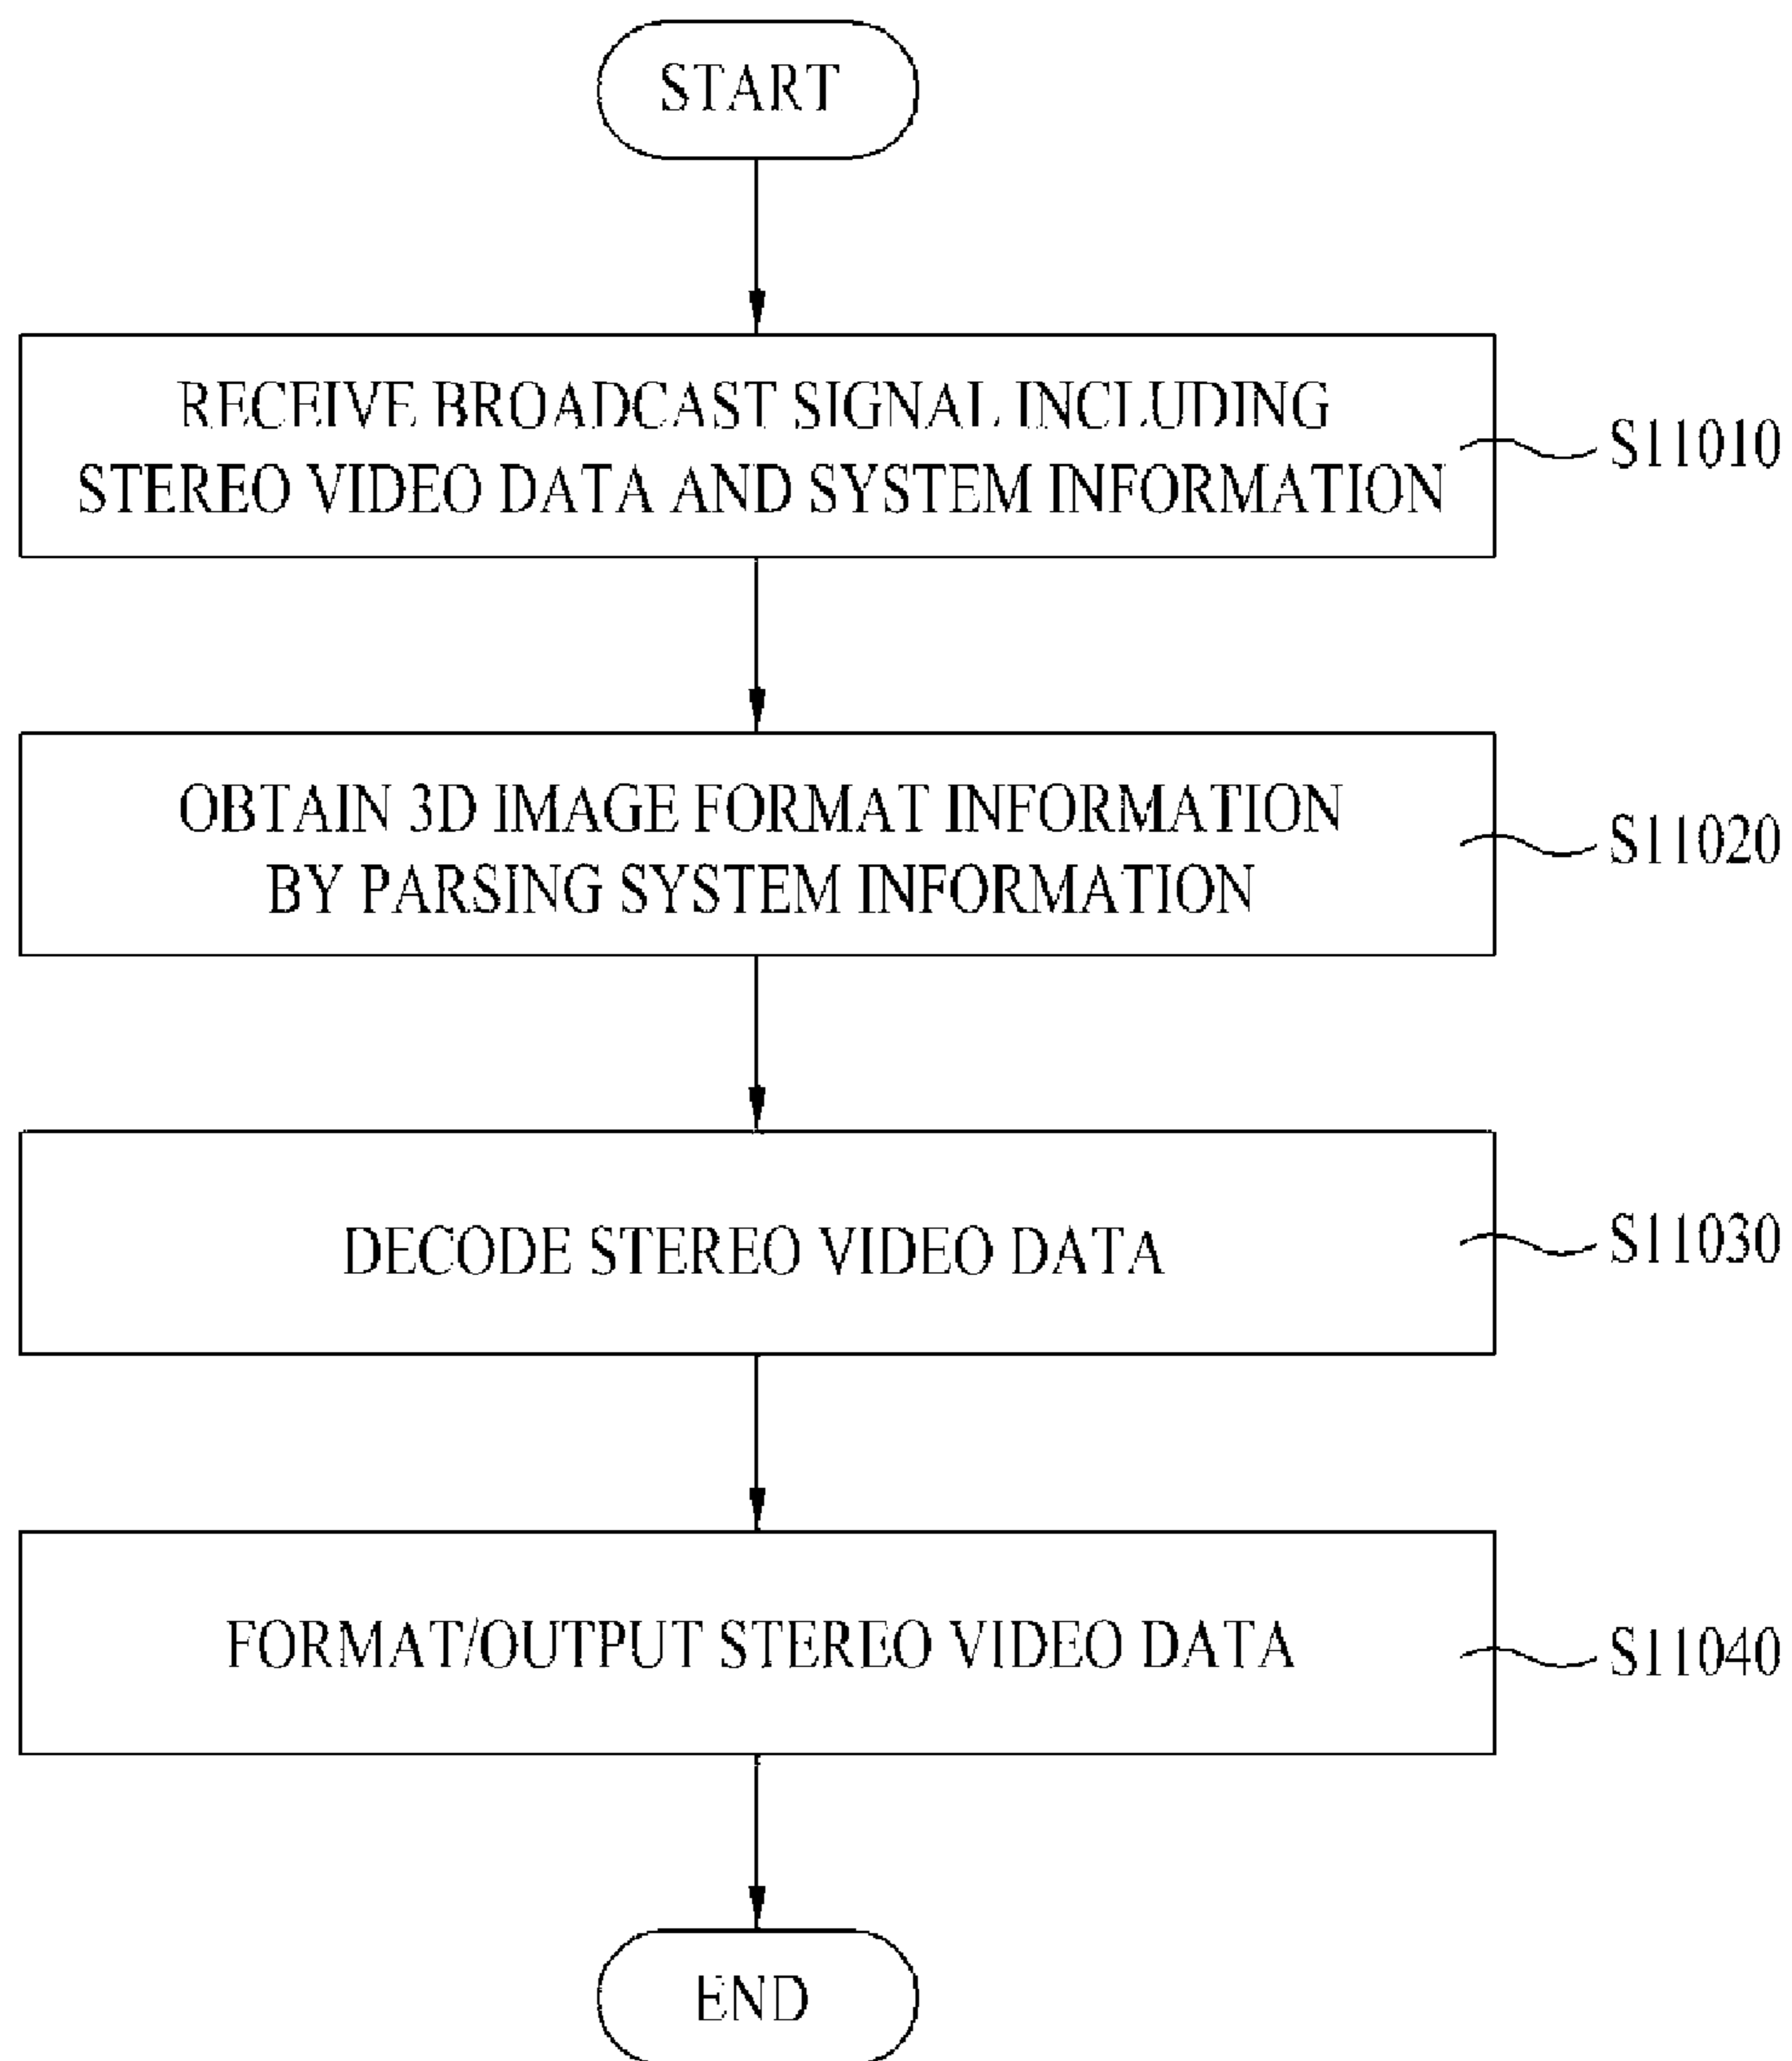 START
RECEIVE BROADCAST SIGNAL INCLUDING
STEREO VIDEO DATA AND SYSTEM INFORMATION
S11010
OBTAIN 3D IMAGE FORMAT INFORMATION
BY PARSING SYSTEM INFORMATION
S11020
DECODE STEREO VIDEO DATA
S11030
FORMAT/OUTPUT STEREO VIDEO DATA
S11040
END